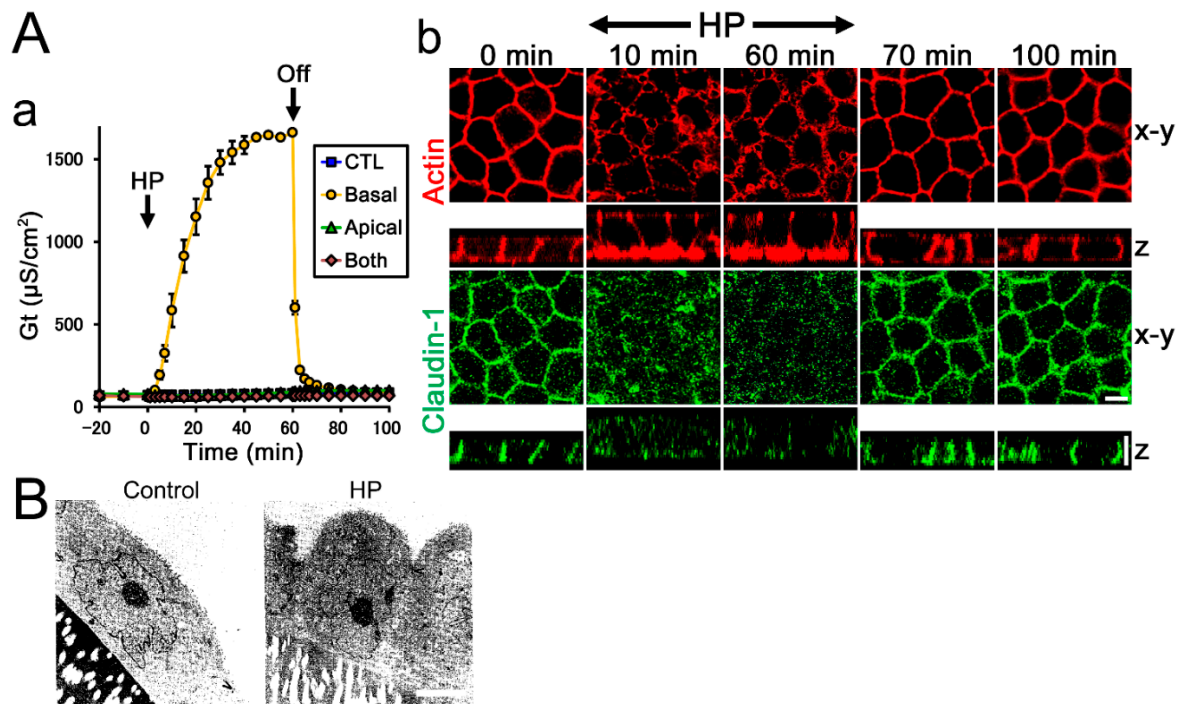 A
a
HP
Off
Gt (µS/cm²)
1500
1000
500
0
CTL
Basal
Apical
Both
−20 0 20 40 60 80 100
Time (min)
b
HP
0 min 10 min 60 min 70 min 100 min
Actin
x-y
z
Claudin-1
x-y
z
B
Control
HP